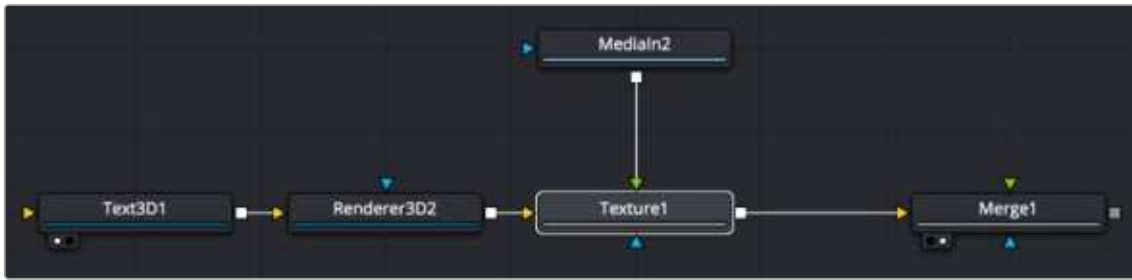 MediaIn2
Text3D1
Renderer3D2
Texture1
Merge1